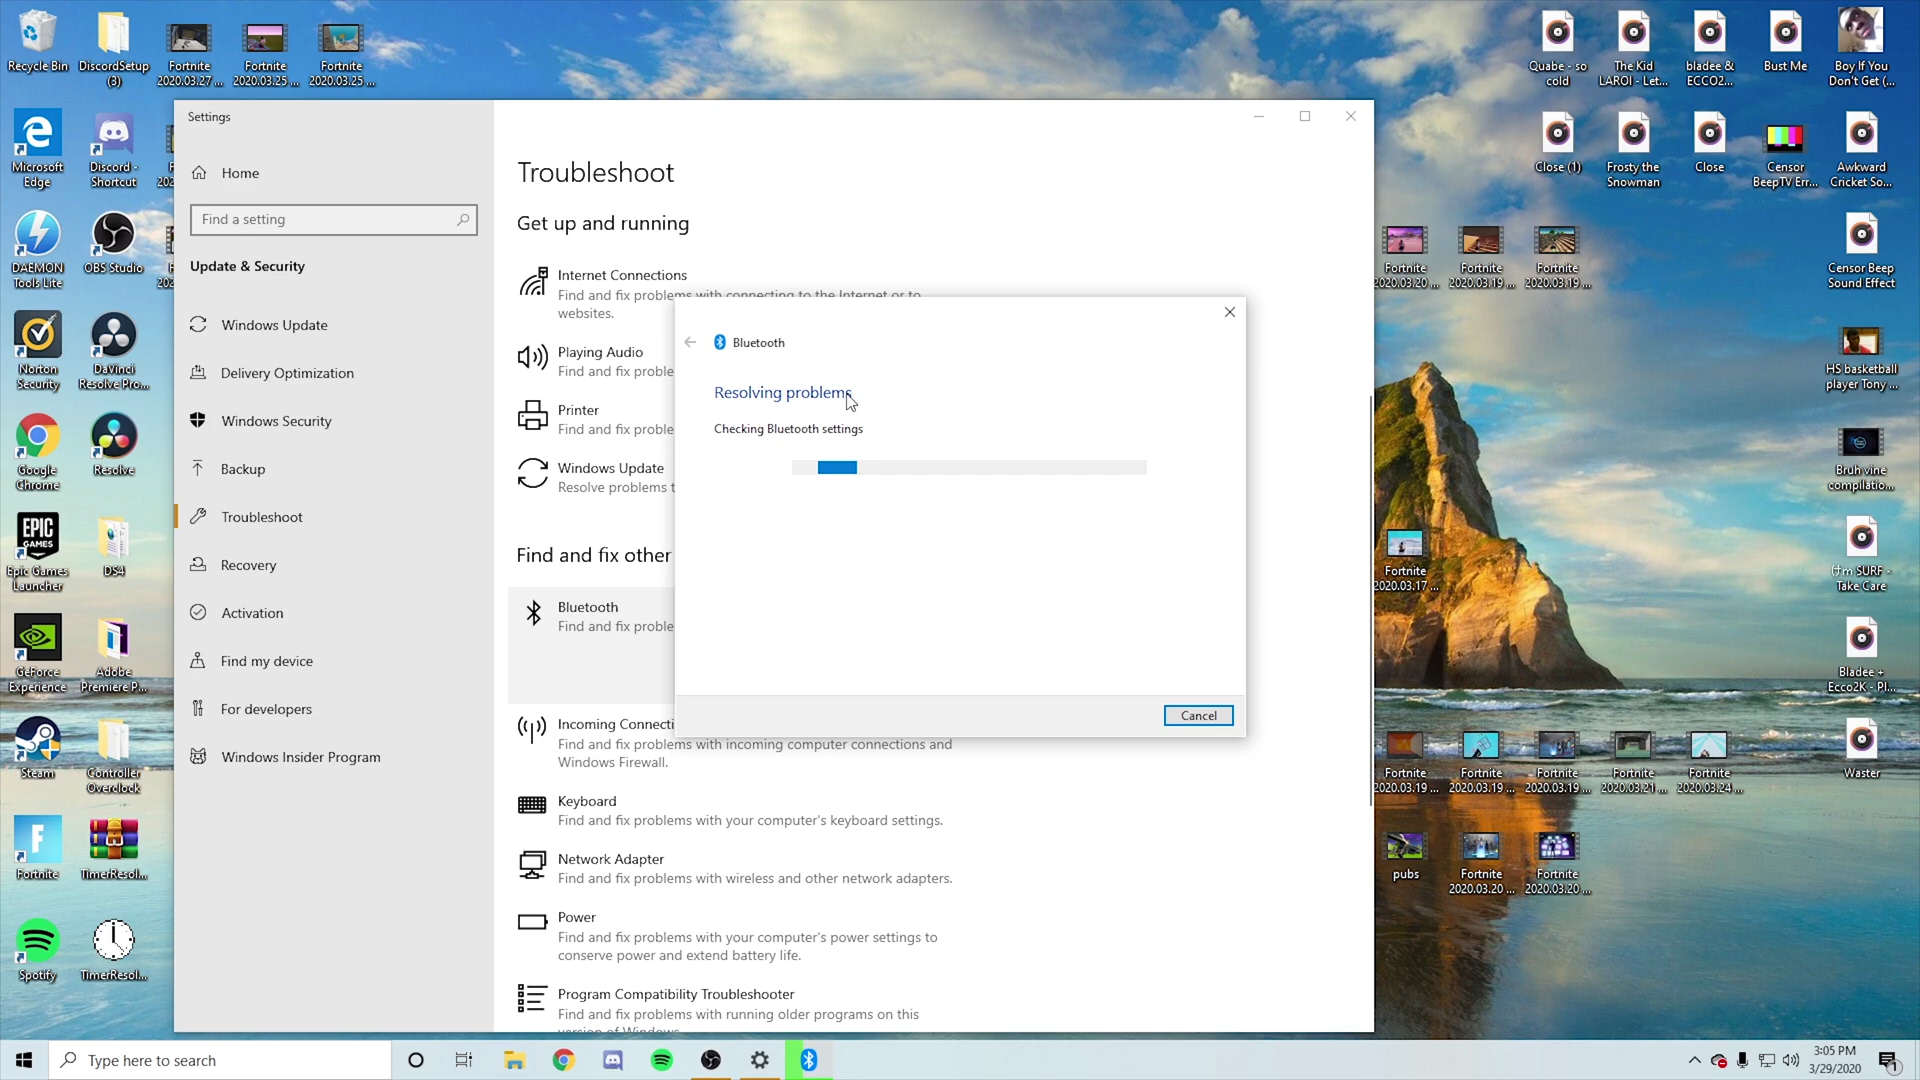 Recycle Bin
DiscordSetup
(3)
Fortnite
2020.03.27 ...
Fortnite
2020.03.25 ...
Fortnite
2020.03.25 ...
Quabe - so
cold
The Kid
LAROI - Let...
bladee &
ECCO2...
Bust Me
Boy If You
Don't Get (...
Microsoft
Edge
Discord -
Shortcut
Close (1)
Frosty the
Snowman
Close
Censor
BeepTV Err...
Awkward
Cricket So...
DAEMON
Tools Lite
OBS Studio
Fortnite
2020.03.20 ...
Fortnite
2020.03.19 ...
Fortnite
2020.03.19 ...
Censor Beep
Sound Effect
Norton
Security
DaVinci
Resolve Pro...
HS basketball
player Tony ...
Google
Chrome
Resolve
Bruh vine
compilatio...
EPIC
GAMES
Epic Games
Launcher
DS4
Fortnite
2020.03.17 ...
SURF -
Take Care
GeForce
Experience
Adobe
Premiere P...
Bladee +
Ecco2K - Pl...
Steam
Controller
Overclock
Fortnite
2020.03.19 ...
Fortnite
2020.03.19 ...
Fortnite
2020.03.19 ...
Fortnite
2020.03.21 ...
Fortnite
2020.03.24 ...
Waster
Fortnite
TimerResol...
pubs
Fortnite
2020.03.20 ...
Fortnite
2020.03.20 ...
Spotify
TimerResol...
Settings
Home
Find a setting
Update & Security
Windows Update
Delivery Optimization
Windows Security
Backup
Troubleshoot
Recovery
Activation
Find my device
For developers
Windows Insider Program
Troubleshoot
Get up and running
Internet Connections
Find and fix problems with connecting to the Internet or to
websites.
Playing Audio
Find and fix proble
Printer
Find and fix proble
Windows Update
Resolve problems t
Find and fix other
Bluetooth
Find and fix proble
Incoming Connecti
Find and fix problems with incoming computer connections and
Windows Firewall.
Keyboard
Find and fix problems with your computer's keyboard settings.
Network Adapter
Find and fix problems with wireless and other network adapters.
Power
Find and fix problems with your computer's power settings to
conserve power and extend battery life.
Program Compatibility Troubleshooter
Find and fix problems with running older programs on this
version of Windows.
Bluetooth
Resolving problems
Checking Bluetooth settings
Cancel
Type here to search
3:05 PM
3/29/2020
1